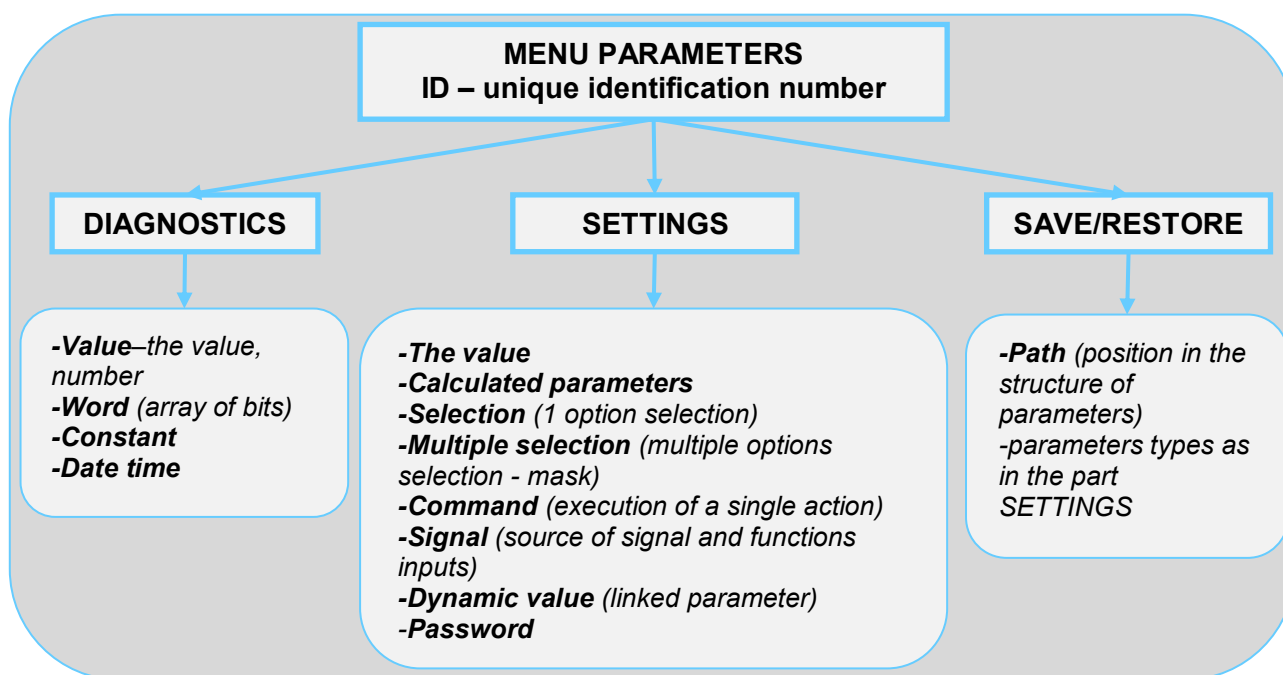 MENU PARAMETERS
ID – unique identification number
DIAGNOSTICS
SETTINGS
SAVE/RESTORE
-Value–the value,
number
-Word (array of bits)
-Constant
-Date time
-The value
-Calculated parameters
-Selection (1 option selection)
-Multiple selection (multiple options
selection - mask)
-Command (execution of a single action)
-Signal (source of signal and functions
inputs)
-Dynamic value (linked parameter)
-Password
-Path (position in the
structure of
parameters)
-parameters types as
in the part
SETTINGS